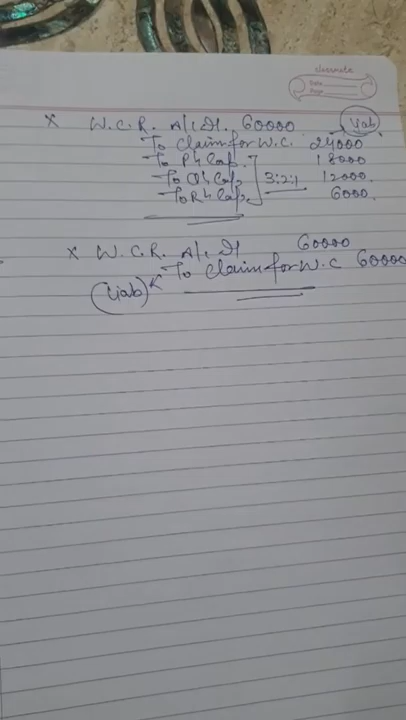 classmate
Date
Page
x W.C.R. A/c. Dr. 60000 (Liab)
To Claim for W.C. 24000
To P's Cap. 18000
To Q's Cap. 3:2:1 12000.
To R's Cap. 6000.
x W.C.R. A/c. Dr 60000
To Claim for W.C 60000
(Liab)